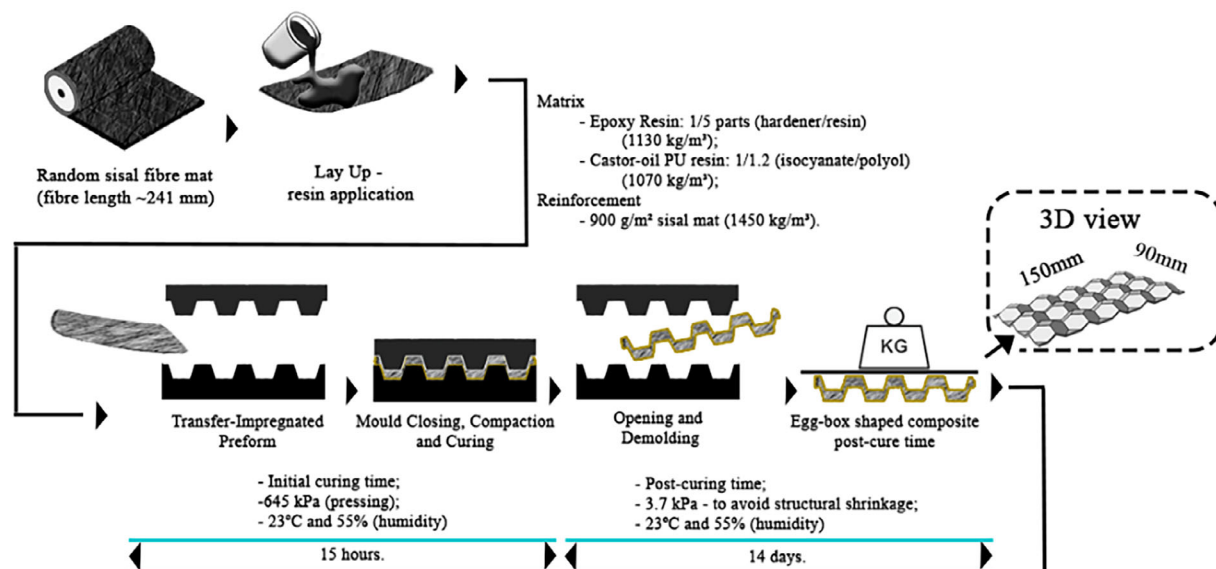 Random sisal fibre mat
(fibre length ~241 mm)
Lay Up -
resin application
Matrix
- Epoxy Resin: 1/5 parts (hardener/resin)
(1130 kg/m³);
- Castor-oil PU resin: 1/1.2 (isocyanate/polyol)
(1070 kg/m³);
Reinforcement
- 900 g/m² sisal mat (1450 kg/m³).
3D view
150mm
90mm
KG
Transfer-Impregnated
Preform
Mould Closing, Compaction
and Curing
Opening and
Demolding
Egg-box shaped composite
post-cure time
- Initial curing time;
-645 kPa (pressing);
- 23°C and 55% (humidity)
- Post-curing time;
- 3.7 kPa - to avoid structural shrinkage;
- 23°C and 55% (humidity)
15 hours.
14 days.